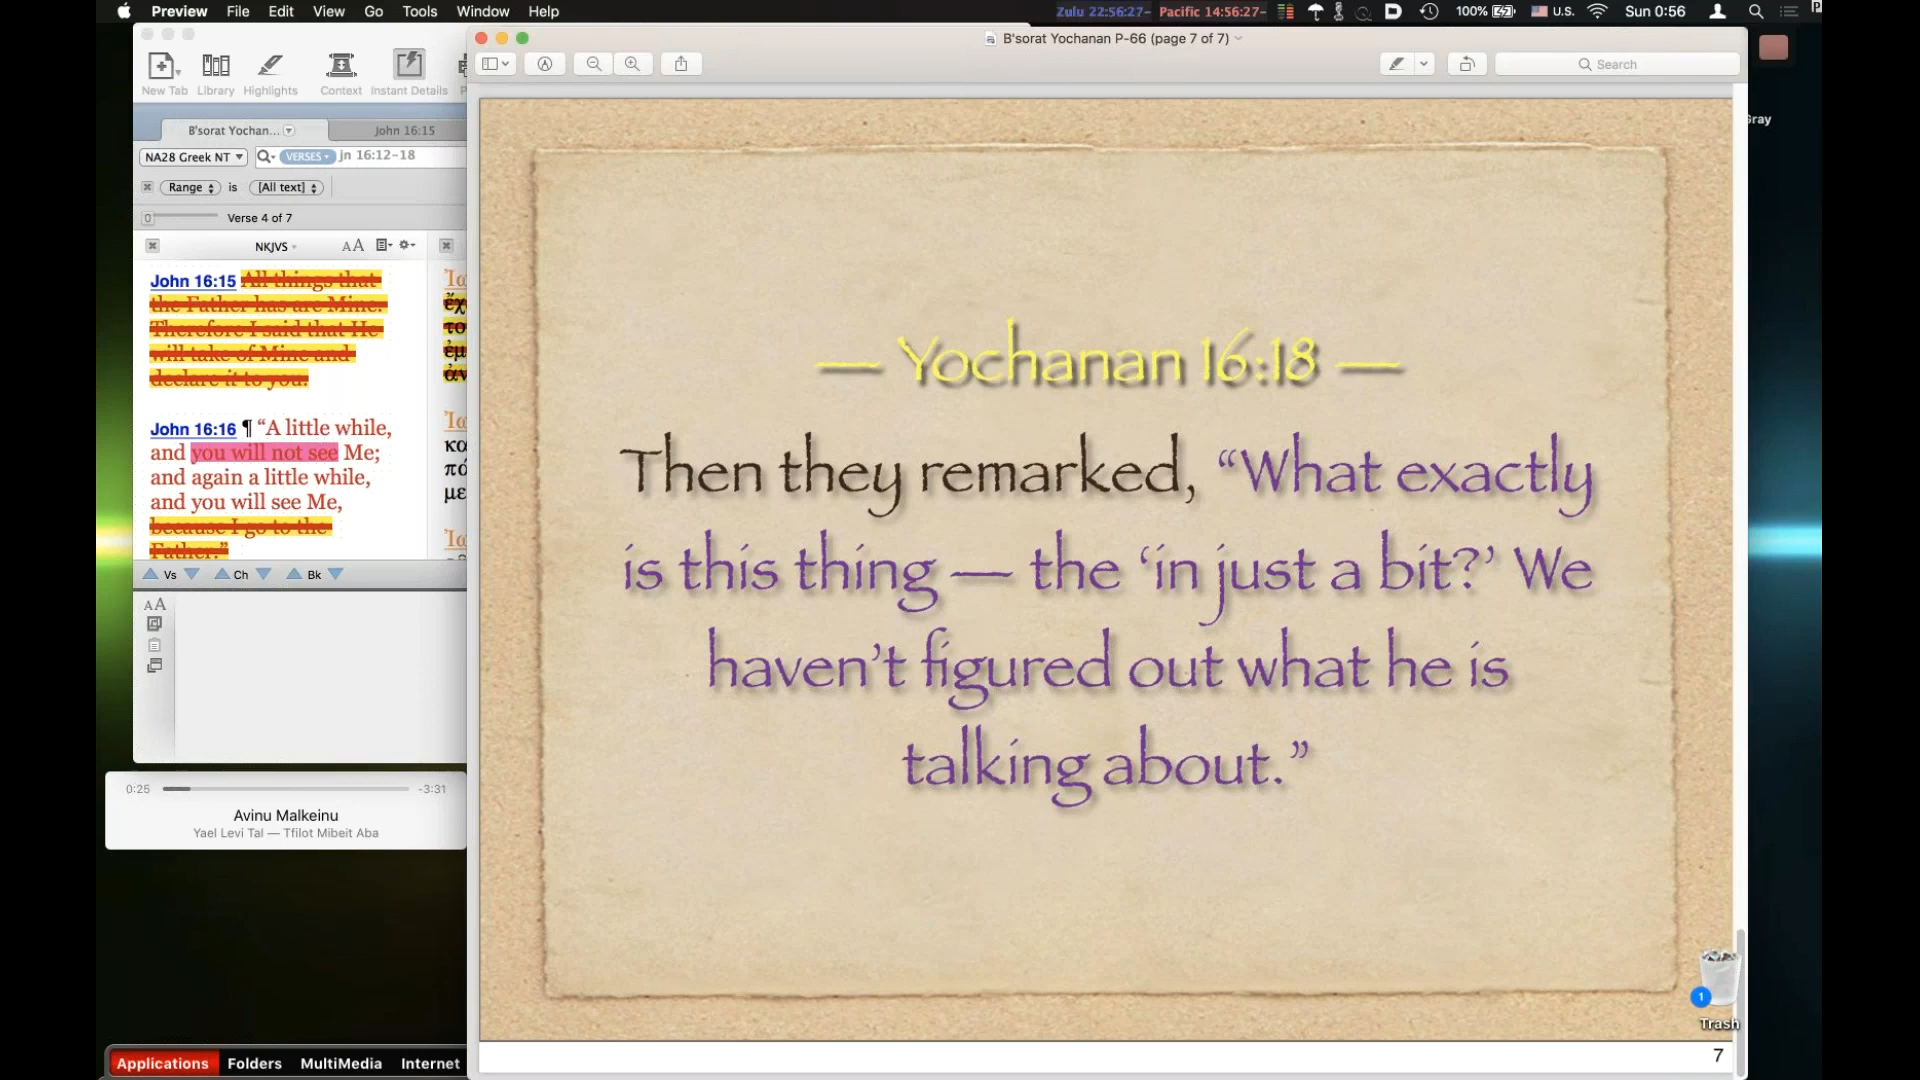 Preview File Edit View Go Tools Window Help
Zulu 22:56:27 Pacific 14:56:27 100% U.S. Sun 0:56
B'sorat Yochanan P-66 (page 7 of 7)
Search
New Tab Library Highlights Context Instant Details
B'sorat Yochan... John 16:15
NA28 Greek NT VERSES jn 16:12-18
Range is [All text]
0 Verse 4 of 7
NKJVS AA
John 16:15 All things that
the Father has are Mine.
Therefore I said that He
will take of Mine and
declare it to you.
John 16:16 ¶ “A little while,
and you will not see Me;
and again a little while,
and you will see Me,
because I go to the
Father.”
Vs Ch Bk
AA
0:25 -3:31
Avinu Malkeinu
Yael Levi Tal — Tfilot Mibeit Aba
Applications Folders MultiMedia Internet
— Yochanan 16:18 —
Then they remarked, “What exactly
is this thing — the ‘in just a bit?’ We
haven’t figured out what he is
talking about.”
1
Trash
7